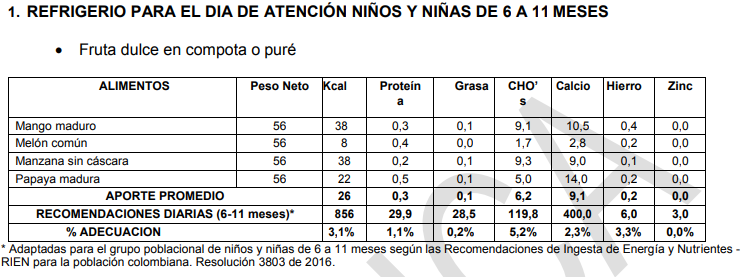 1. REFRIGERIO PARA EL DIA DE ATENCIÓN NIÑOS Y NIÑAS DE 6 A 11 MESES
• Fruta dulce en compota o puré
ALIMENTOS Peso Neto Kcal Proteín a Grasa CHO’ s Calcio Hierro Zinc
Mango maduro 56 38 0,3 0,1 9,1 10,5 0,4 0,0
Melón común 56 8 0,4 0,0 1,7 2,8 0,2 0,0
Manzana sin cáscara 56 38 0,2 0,1 9,3 9,0 0,1 0,0
Papaya madura 56 22 0,5 0,1 5,0 14,0 0,2 0,0
APORTE PROMEDIO 26 0,3 0,1 6,2 9,1 0,2 0,0
RECOMENDACIONES DIARIAS (6-11 meses)* 856 29,9 28,5 119,8 400,0 6,0 3,0
% ADECUACION 3,1% 1,1% 0,2% 5,2% 2,3% 3,3% 0,0%
* Adaptadas para el grupo poblacional de niños y niñas de 6 a 11 meses según las Recomendaciones de Ingesta de Energía y Nutrientes -
RIEN para la población colombiana. Resolución 3803 de 2016.